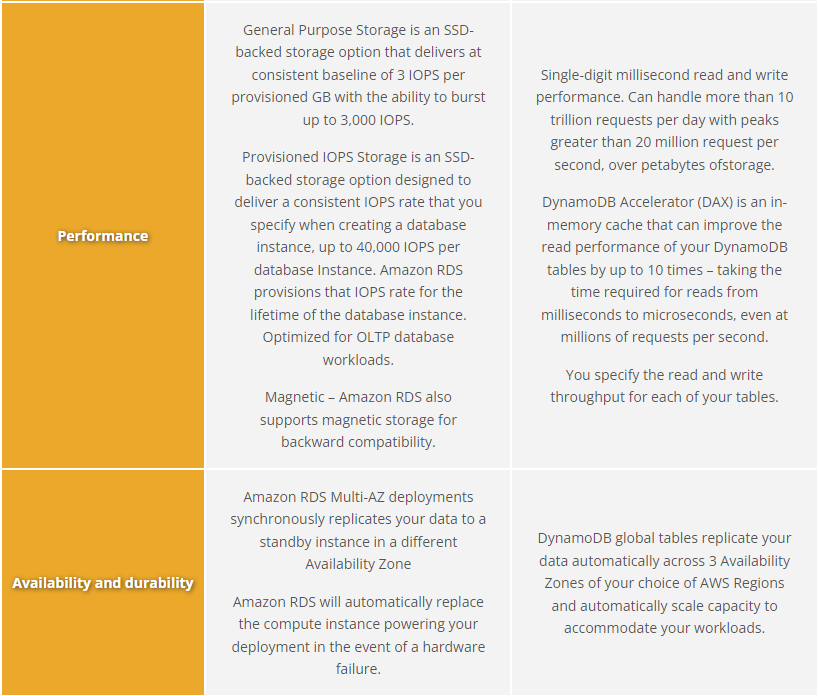 Performance
General Purpose Storage is an SSD-
backed storage option that delivers at
consistent baseline of 3 IOPS per
provisioned GB with the ability to burst
up to 3,000 IOPS.
Provisioned IOPS Storage is an SSD-
backed storage option designed to
deliver a consistent IOPS rate that you
specify when creating a database
instance, up to 40,000 IOPS per
database Instance. Amazon RDS
provisions that IOPS rate for the
lifetime of the database instance.
Optimized for OLTP database
workloads.
Magnetic – Amazon RDS also
supports magnetic storage for
backward compatibility.
Single-digit millisecond read and write
performance. Can handle more than 10
trillion requests per day with peaks
greater than 20 million request per
second, over petabytes ofstorage.
DynamoDB Accelerator (DAX) is an in-
memory cache that can improve the
read performance of your DynamoDB
tables by up to 10 times – taking the
time required for reads from
milliseconds to microseconds, even at
millions of requests per second.
You specify the read and write
throughput for each of your tables.
Availability and durability
Amazon RDS Multi-AZ deployments
synchronously replicates your data to a
standby instance in a different
Availability Zone
Amazon RDS will automatically replace
the compute instance powering your
deployment in the event of a hardware
failure.
DynamoDB global tables replicate your
data automatically across 3 Availability
Zones of your choice of AWS Regions
and automatically scale capacity to
accommodate your workloads.